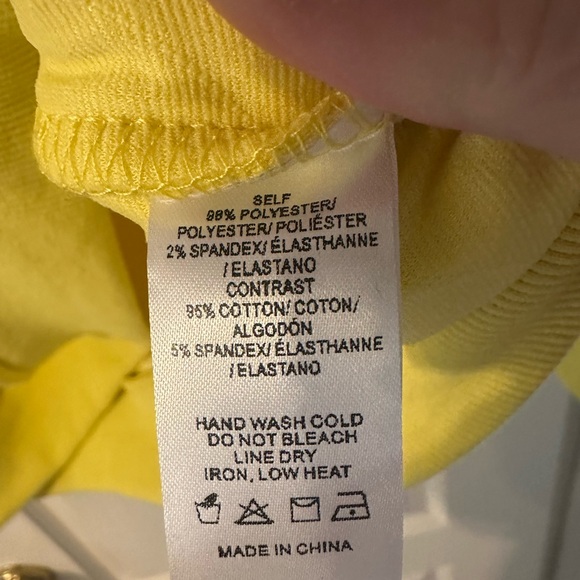 SELF
98% POLYESTER/
POLYESTER/ POLIÉSTER
2% SPANDEX/ ÉLASTHANNE
/ ELASTANO
CONTRAST
95% COTTON/ COTON/
ALGODÓN
5% SPANDEX/ ÉLASTHANNE
/ ELASTANO
HAND WASH COLD
DO NOT BLEACH
LINE DRY
IRON, LOW HEAT
MADE IN CHINA